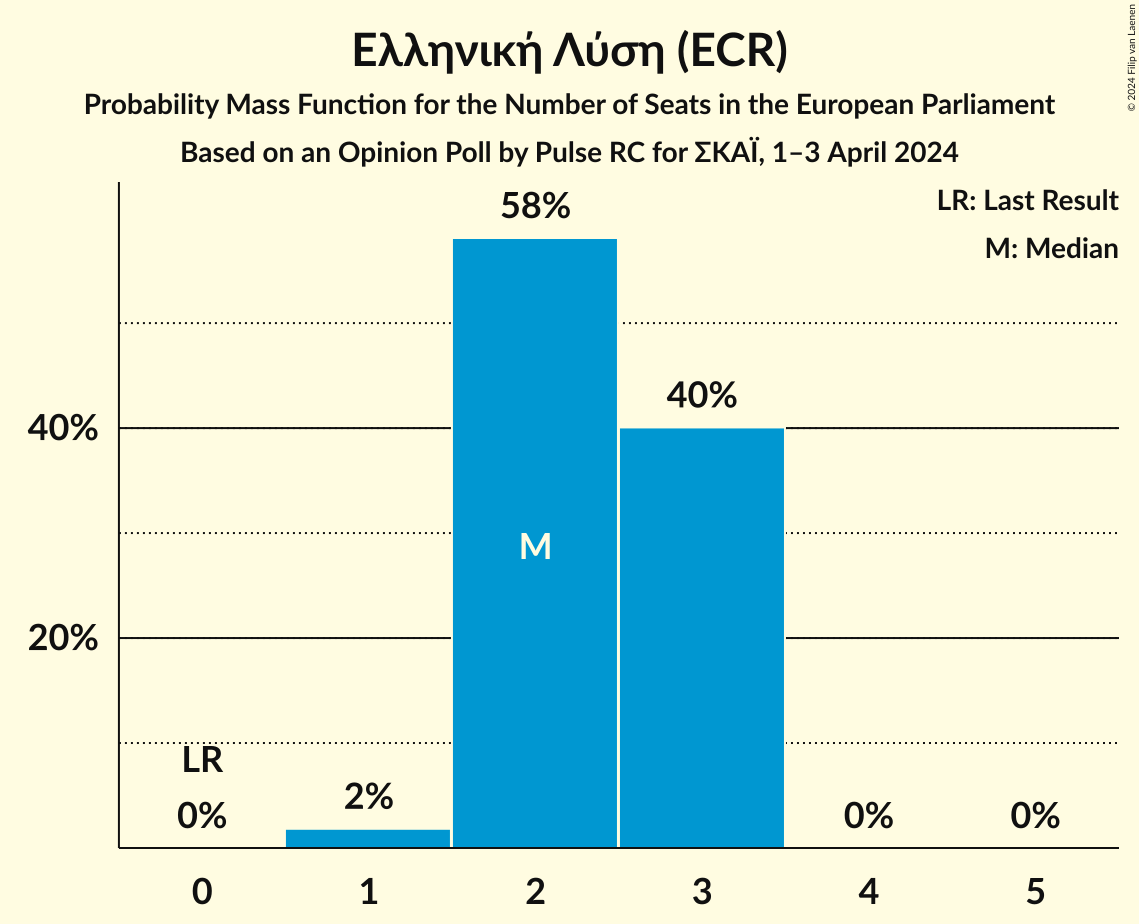 Ελληνική Λύση (ECR)
Probability Mass Function for the Number of Seats in the European Parliament
Based on an Opinion Poll by Pulse RC for ΣΚΑΪ, 1–3 April 2024
© 2024 Filip van Laenen
LR: Last Result
M: Median
58%
40%
40%
M
20%
LR
0%
2%
0%
0%
0 1 2 3 4 5